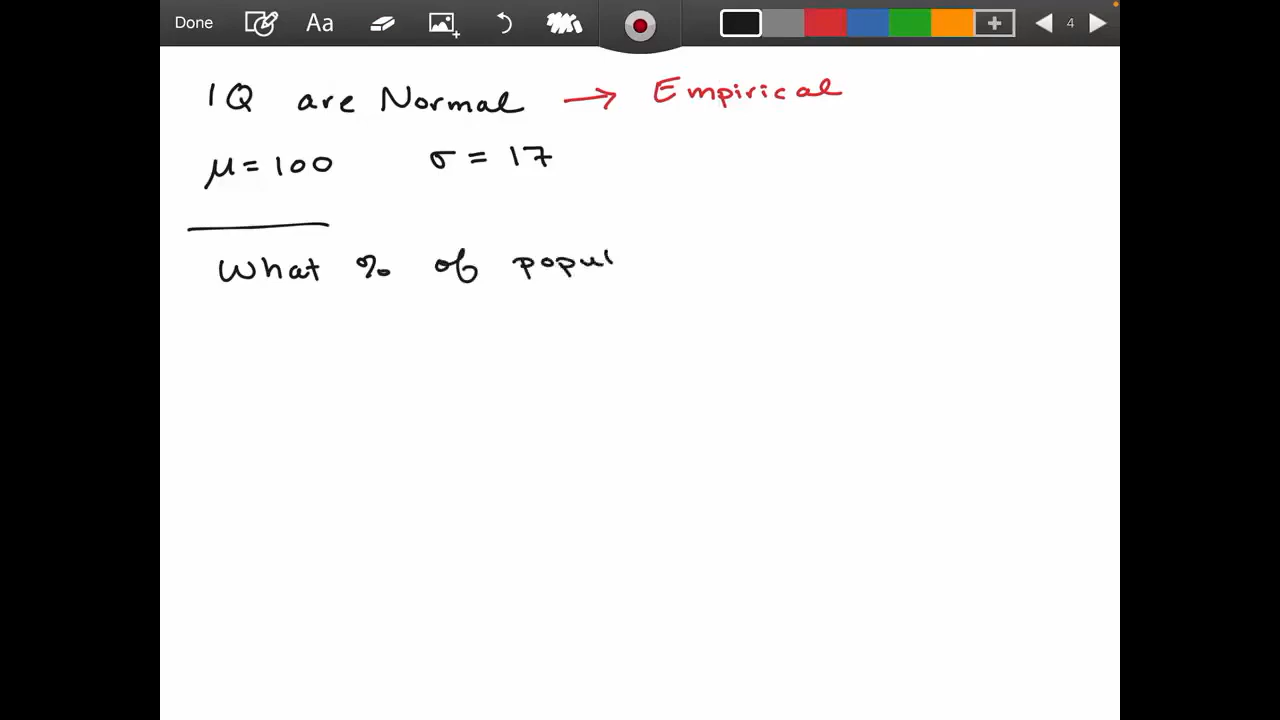 Done Aa 4
IQ are Normal → Empirical
μ = 100 σ = 17
What % of popul